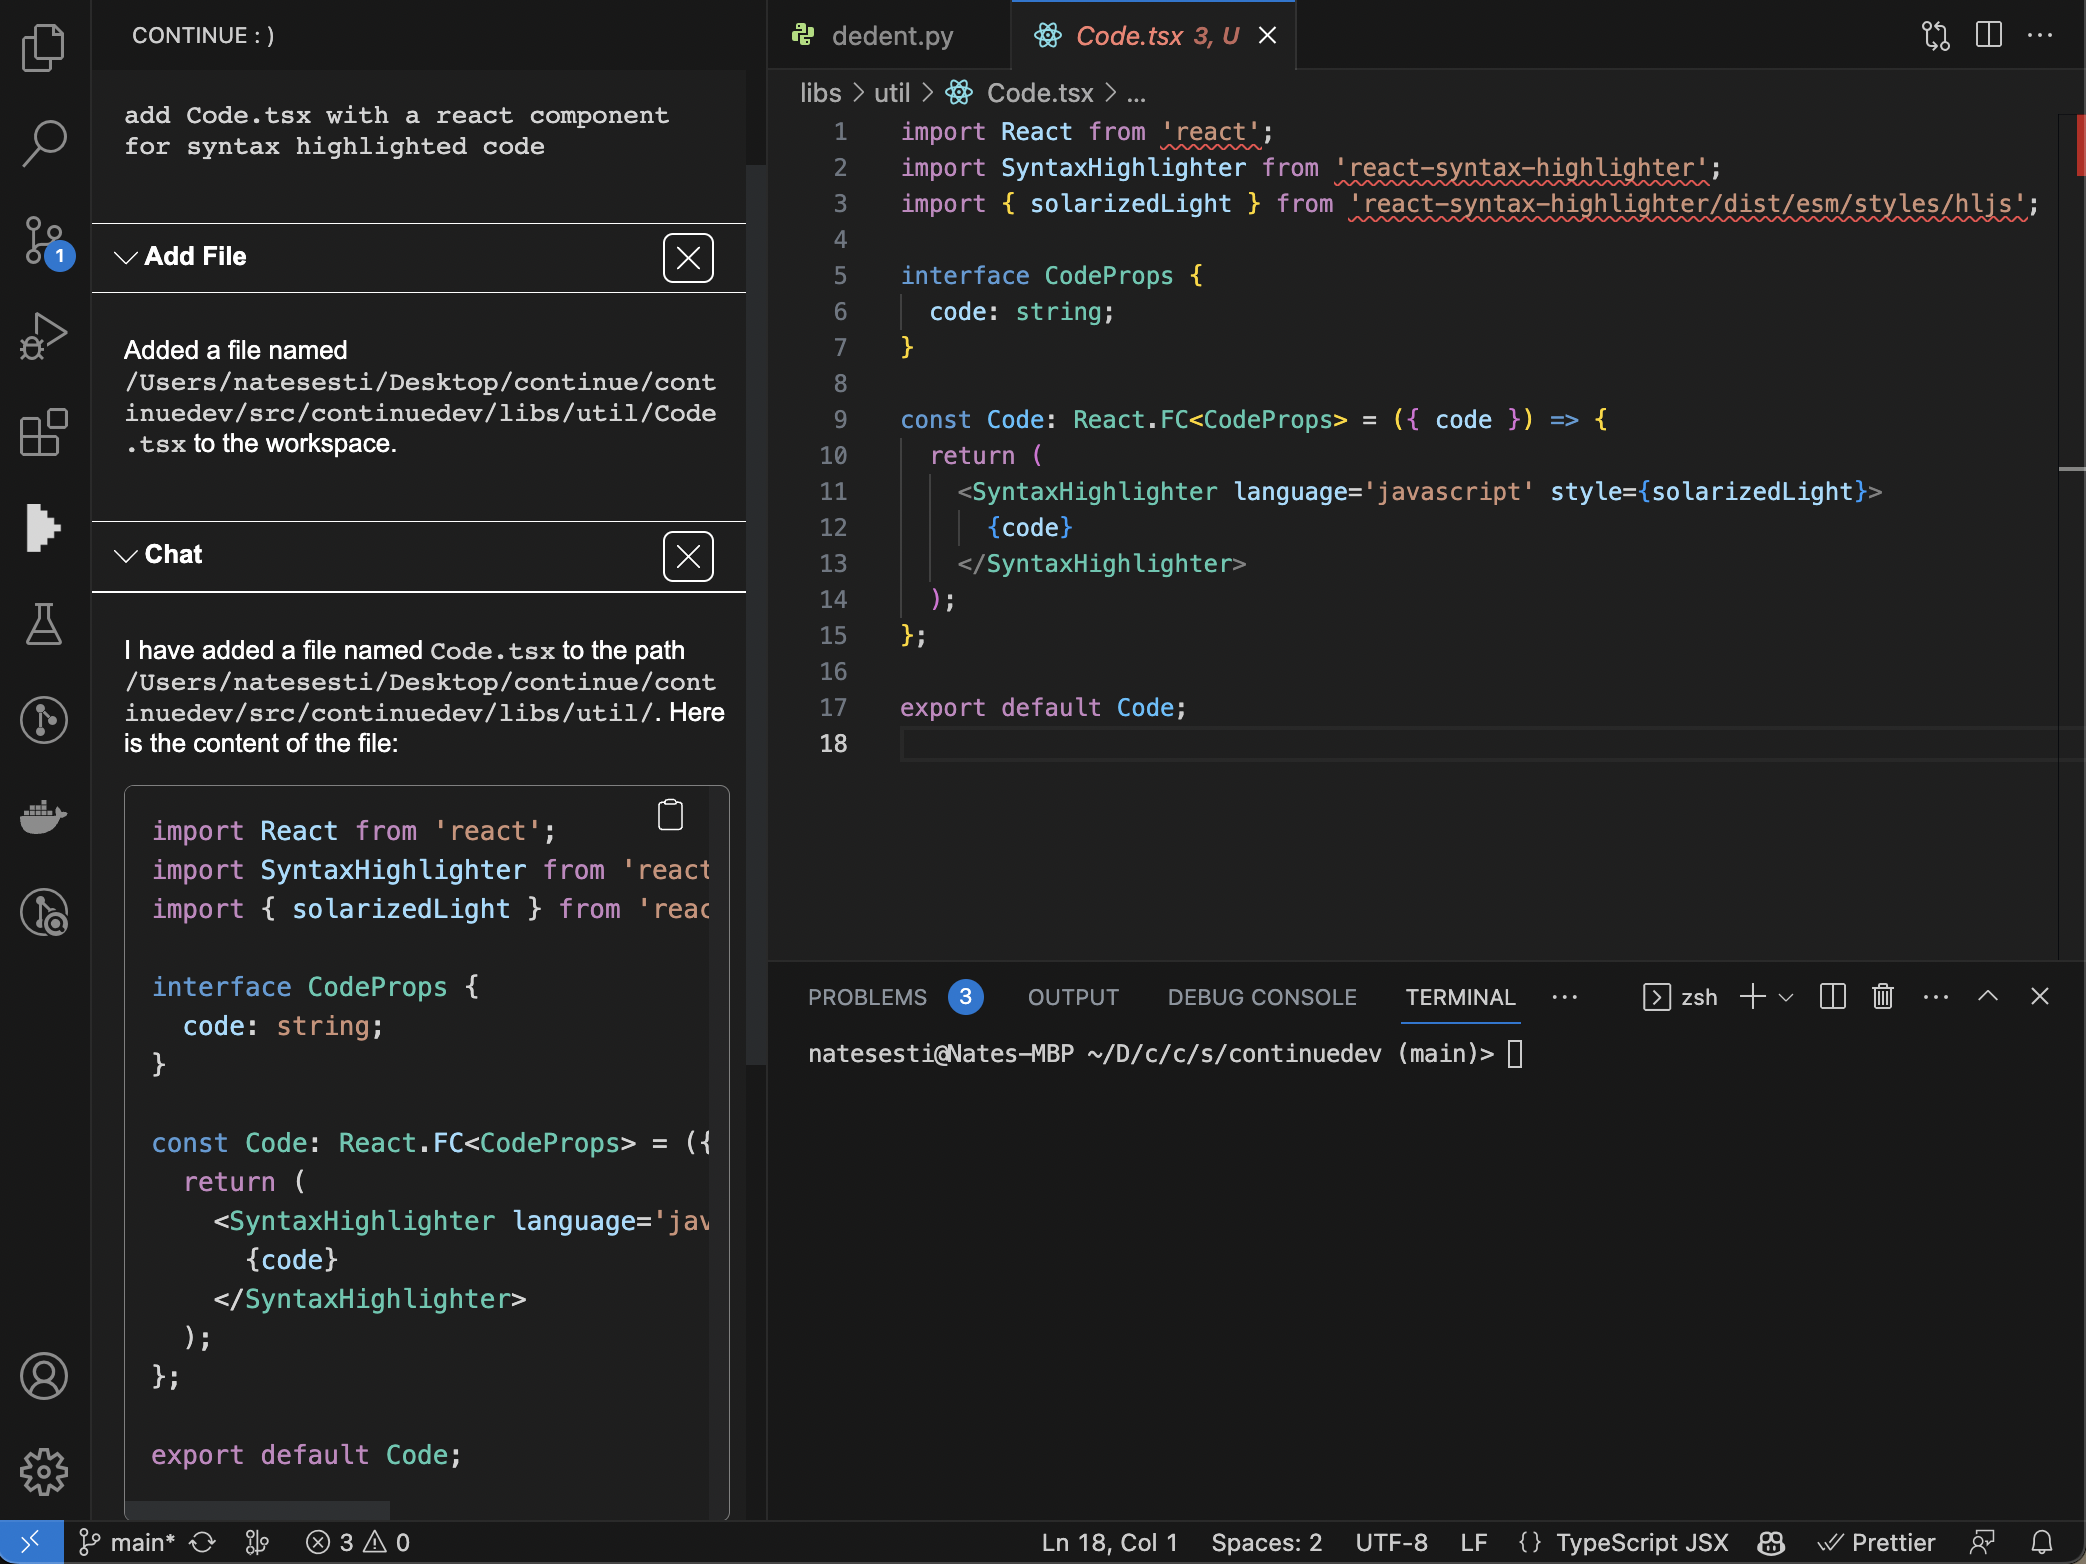 CONTINUE : )
add Code.tsx with a react component
for syntax highlighted code
Add File
Added a file named
/Users/natesesti/Desktop/continue/cont
inuedev/src/continuedev/libs/util/Code
.tsx to the workspace.
Chat
I have added a file named Code.tsx to the path
/Users/natesesti/Desktop/continue/cont
inuedev/src/continuedev/libs/util/. Here
is the content of the file:
import React from 'react';
import SyntaxHighlighter from 'react
import { solarizedLight } from 'reac
interface CodeProps {
  code: string;
}
const Code: React.FC<CodeProps> = ({
  return (
    <SyntaxHighlighter language='jav
      {code}
    </SyntaxHighlighter>
  );
};
export default Code;
1
dedent.py
Code.tsx 3, U
libs > util > Code.tsx > ...
1 import React from 'react';
2 import SyntaxHighlighter from 'react-syntax-highlighter';
3 import { solarizedLight } from 'react-syntax-highlighter/dist/esm/styles/hljs';
4
5 interface CodeProps {
6   code: string;
7 }
8
9 const Code: React.FC<CodeProps> = ({ code }) => {
10   return (
11     <SyntaxHighlighter language='javascript' style={solarizedLight}>
12       {code}
13     </SyntaxHighlighter>
14   );
15 };
16
17 export default Code;
18
PROBLEMS 3 OUTPUT DEBUG CONSOLE TERMINAL ... zsh
natesesti@Nates-MBP ~/D/c/c/s/continuedev (main)>
main* 3 0 Ln 18, Col 1 Spaces: 2 UTF-8 LF {} TypeScript JSX Prettier